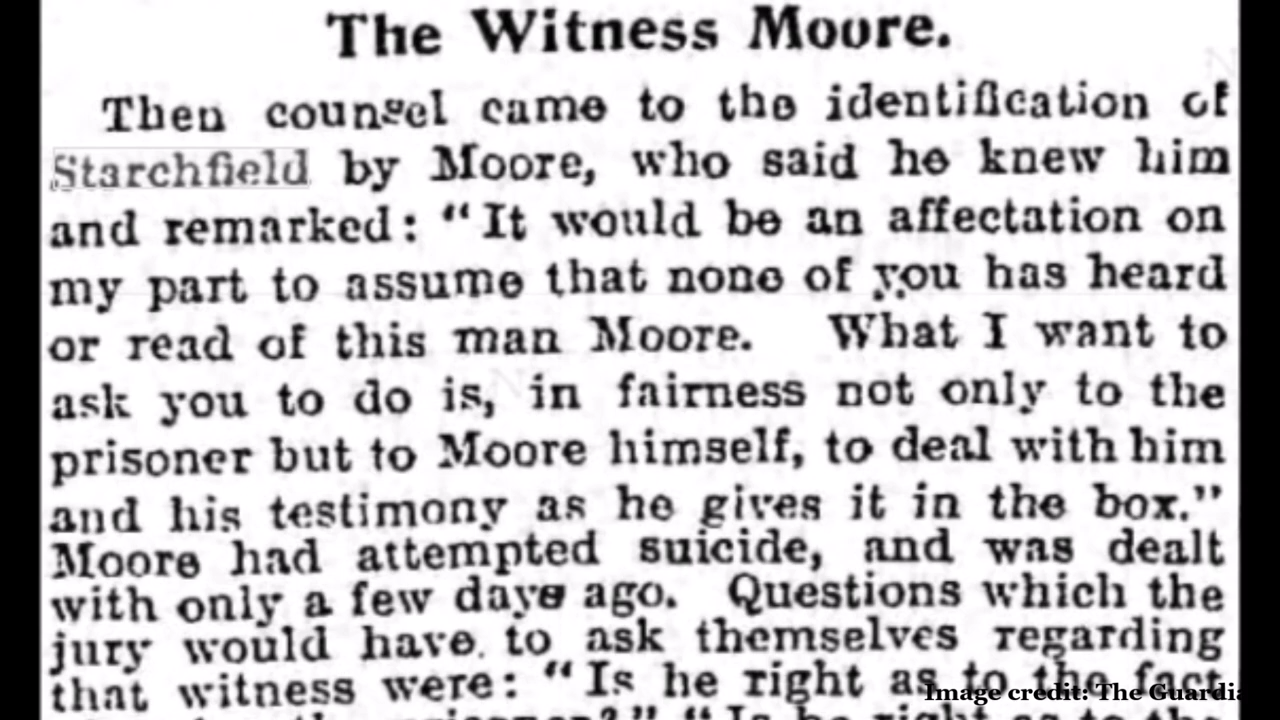 The Witness Moore.
Then counsel came to the identification of
Starchfield by Moore, who said he knew him
and remarked: "It would be an affectation on
my part to assume that none of you has heard
or read of this man Moore. What I want to
ask you to do is, in fairness not only to the
prisoner but to Moore himself, to deal with him
and his testimony as he gives it in the box."
Moore had attempted suicide, and was dealt
with only a few days ago. Questions which the
jury would have to ask themselves regarding
that witness were: "Is he right as to the fact
Image credit: The Guardia